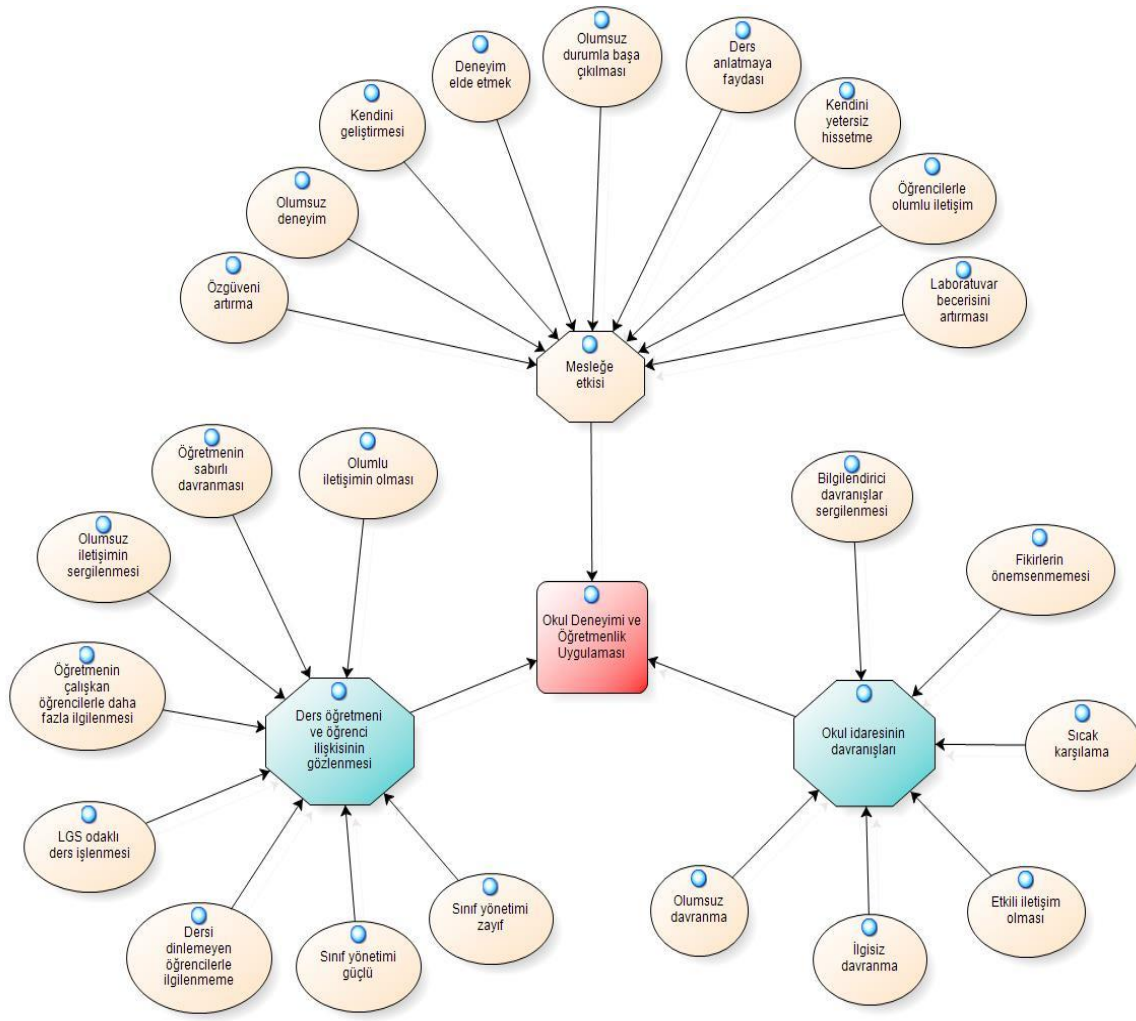 Olumsuz
durumla başa
çıkılması
Deneyim
elde etmek
Ders
anlatmaya
faydası
Kendini
geliştirmesi
Kendini
yetersiz
hissetme
Olumsuz
deneyim
Öğrencilerle
olumlu iletişim
Özgüveni
artırma
Laboratuvar
becerisini
artırması
Mesleğe
etkisi
Öğretmenin
sabırlı
davranması
Olumlu
iletişimin olması
Bilgilendirici
davranışlar
sergilenmesi
Olumsuz
iletişimin
sergilenmesi
Fikirlerin
önemsenmemesi
Okul Deneyimi ve
Öğretmenlik
Uygulaması
Öğretmenin
çalışkan
öğrencilerle daha
fazla ilgilenmesi
Ders öğretmeni
ve öğrenci
ilişkisinin
gözlenmesi
Okul idaresinin
davranışları
Sıcak
karşılama
LGS odaklı
ders işlenmesi
Dersi
dinlemeyen
öğrencilerle
ilgilenmeme
Sınıf yönetimi
güçlü
Sınıf yönetimi
zayıf
Olumsuz
davranma
İlgisiz
davranma
Etkili iletişim
olması